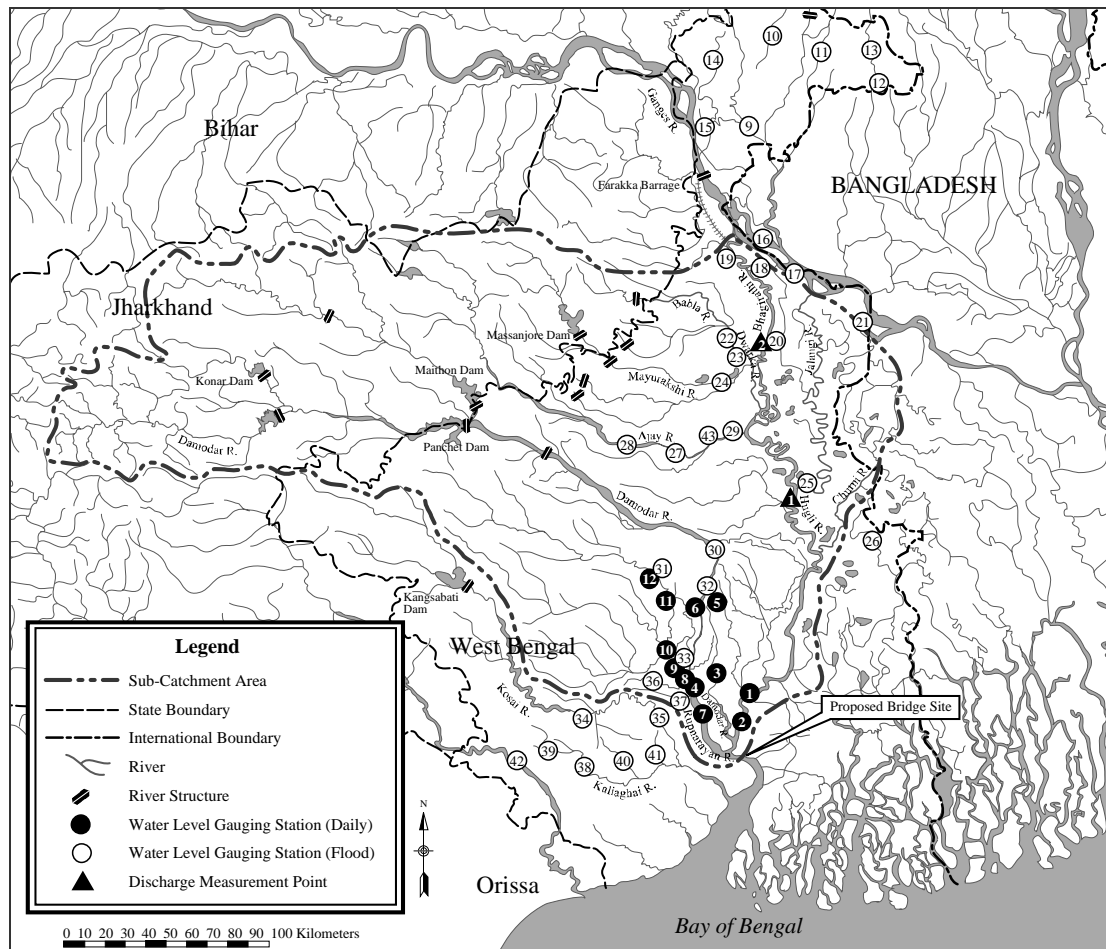 10
14
11
13
12
Ganges R.
15
9
Bihar
Farakka Barrage
BANGLADESH
16
19
18
17
Jharkhand
Babla R.
Bhagirathi R.
21
Massanjore Dam
22
Dwarka R.
2
20
23
Jalangi R.
Konar Dam
Maithon Dam
Mayurakshi R.
24
Damodar R.
Panchet Dam
Ajay R.
28
27
43
29
25
1
Hugli R.
Churni R.
Damodar R.
26
30
31
12
32
11
6
5
Kangsabati
Dam
West Bengal
10
33
9
8
4
3
36
37
1
Kosai R.
34
35
7
Damodar R.
2
Rupnarayan R.
Proposed Bridge Site
42
39
38
40
41
Kaliaghai R.
Legend
Sub-Catchment Area
State Boundary
International Boundary
River
River Structure
Water Level Gauging Station (Daily)
Water Level Gauging Station (Flood)
Discharge Measurement Point
N
Orissa
Bay of Bengal
0 10 20 30 40 50 60 70 80 90 100 Kilometers